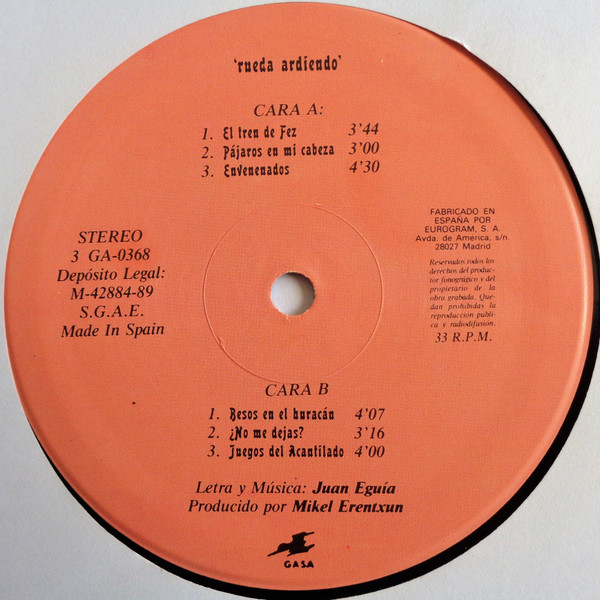 'rueda ardiendo'
CARA A:
1. El tren de Fez 3'44
2. Pájaros en mi cabeza 3'00
3. Envenenados 4'30
STEREO
3 GA-0368
Depósito Legal:
M-42884-89
S.G.A.E.
Made In Spain
FABRICADO EN
ESPAÑA POR
EUROGRAM, S. A.
Avda. de America, s/n.
28027 Madrid
Reservados todos los
derechos del produc-
tor fonográgico y del
propietario de la
obra grabada. Que-
dan prohibidas la
reproduccion publi-
ca y radiodifusion.
33 R.P.M.
CARA B
1. Besos en el huracán 4'07
2. ¿No me dejas? 3'16
3. Juegos del Acantilado 4'00
Letra y Música: Juan Eguía
Producido por Mikel Erentxun
GASA